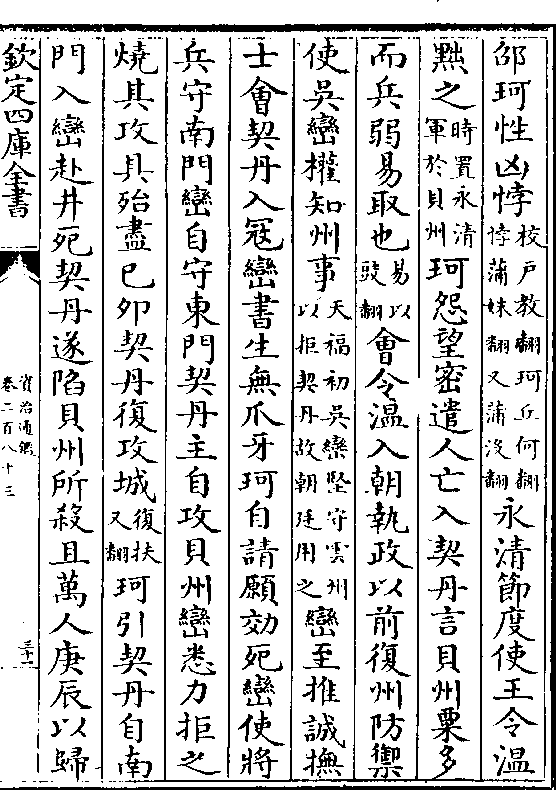 邵珂性凶悖校户教翻珂丘何翻悖蒲妹翻又蒲没翻永清節度使王令温
黜之時置永清軍於貝州珂怨望密遣人亡入契丹言貝州粟多
而兵弱易取也易以豉翻會令温入朝執政以前復州防禦
使吳巒權知州事天福初吳巒堅守雲州以拒契丹故朝廷用之巒至推誠撫
士會契丹入冦巒書生無爪牙珂自請願効死巒使將
兵守南門巒自守東門契丹主自攻貝州巒悉力拒之
燒其攻具殆盡已夘契丹復攻城復扶又翻珂引契丹自南
門入巒赴井死契丹遂陷貝州所殺且萬人庚辰以歸
欽定四庫全書
資治通鑑
卷二百八十三
三十二